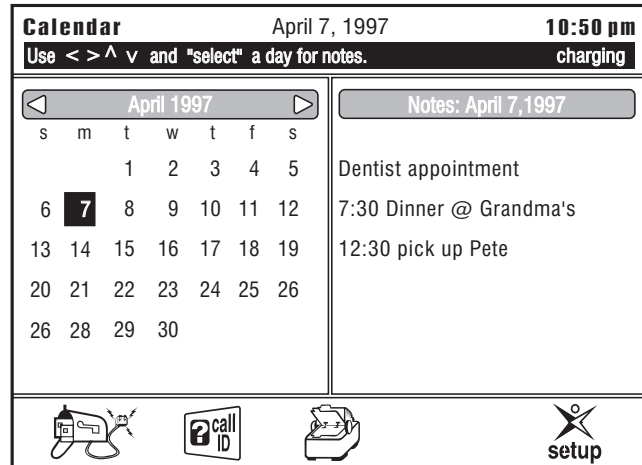 Calendar April 7, 1997 10:50 pm
Use < > ^ v and "select" a day for notes. charging
April 1997
s m t w t f s
1 2 3 4 5
6 7 8 9 10 11 12
13 14 15 16 17 18 19
20 21 22 23 24 25 26
26 28 29 30
Notes: April 7,1997
Dentist appointment
7:30 Dinner @ Grandma's
12:30 pick up Pete
? call ID
setup